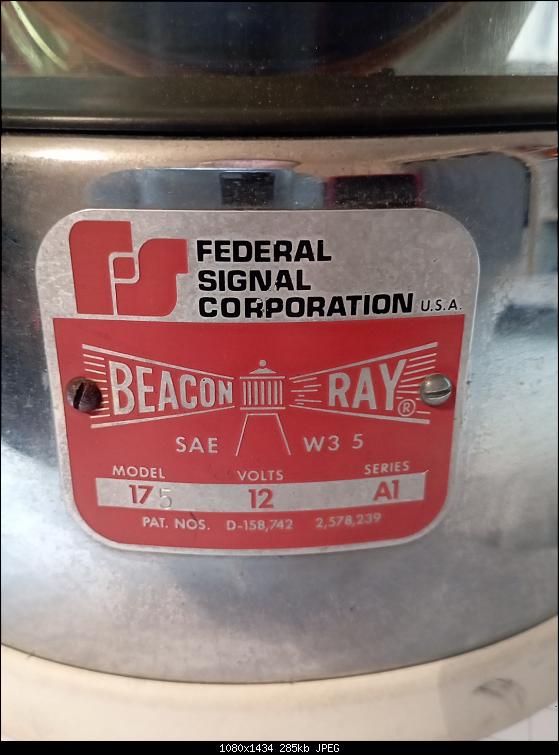 FEDERAL
SIGNAL
CORPORATION U.S.A.
BEACON RAY®
SAE W3 5
MODEL VOLTS SERIES
175 12 A1
PAT. NOS. D-158,742 2,578,239
1080x1434 285kb JPEG